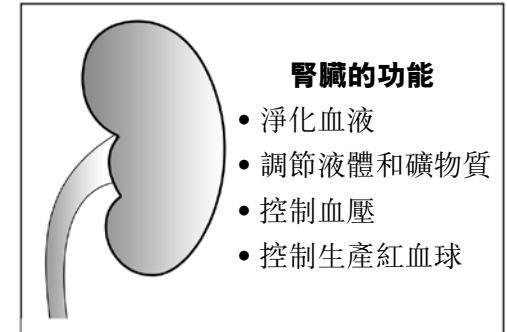 腎臟的功能
• 淨化血液
• 調節液體和礦物質
• 控制血壓
• 控制生產紅血球